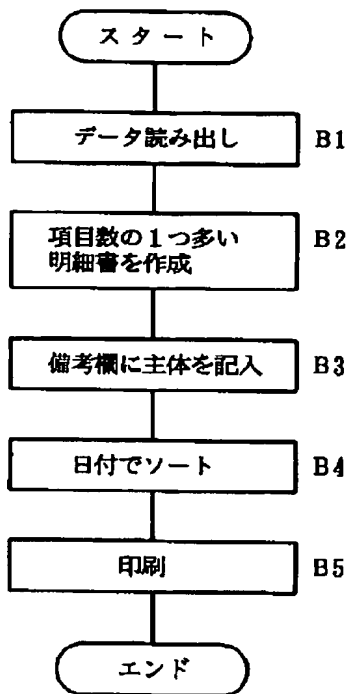 スタート
データ読み出し B1
項目数の1つ多い
明細書を作成 B2
備考欄に主体を記入 B3
日付でソート B4
印刷 B5
エンド